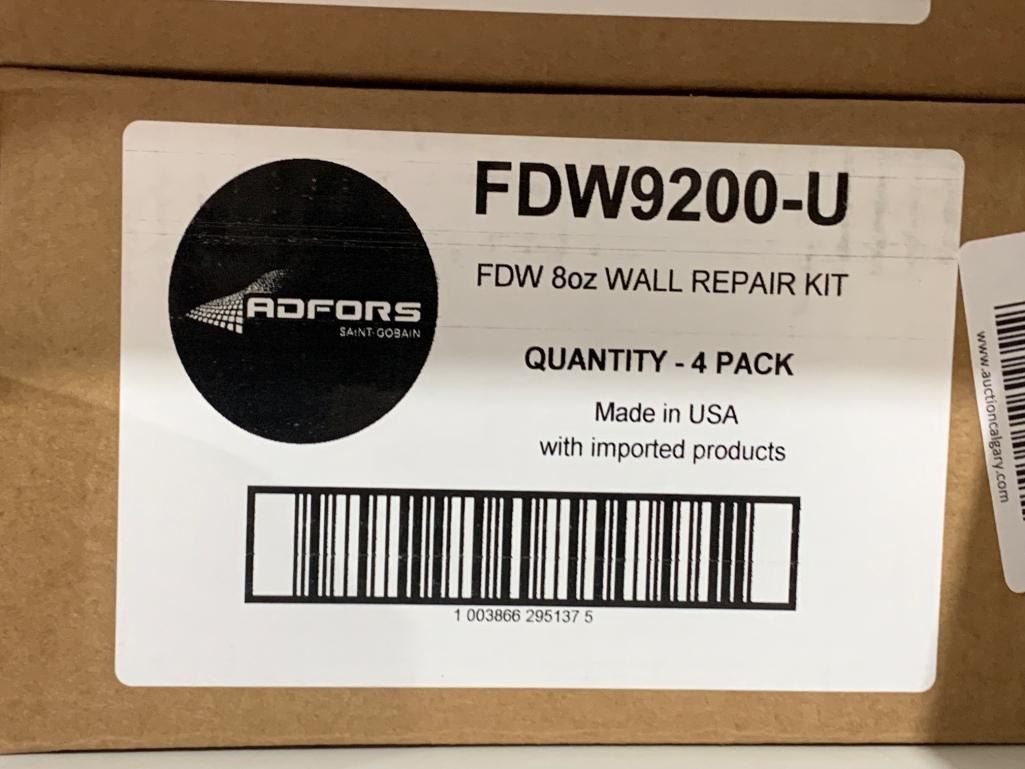 ADFORS
SAINT-GOBAIN
FDW9200-U
FDW 8oz WALL REPAIR KIT
QUANTITY - 4 PACK
Made in USA
with imported products
1 003866 295137 5
www.auctioncalgary.com